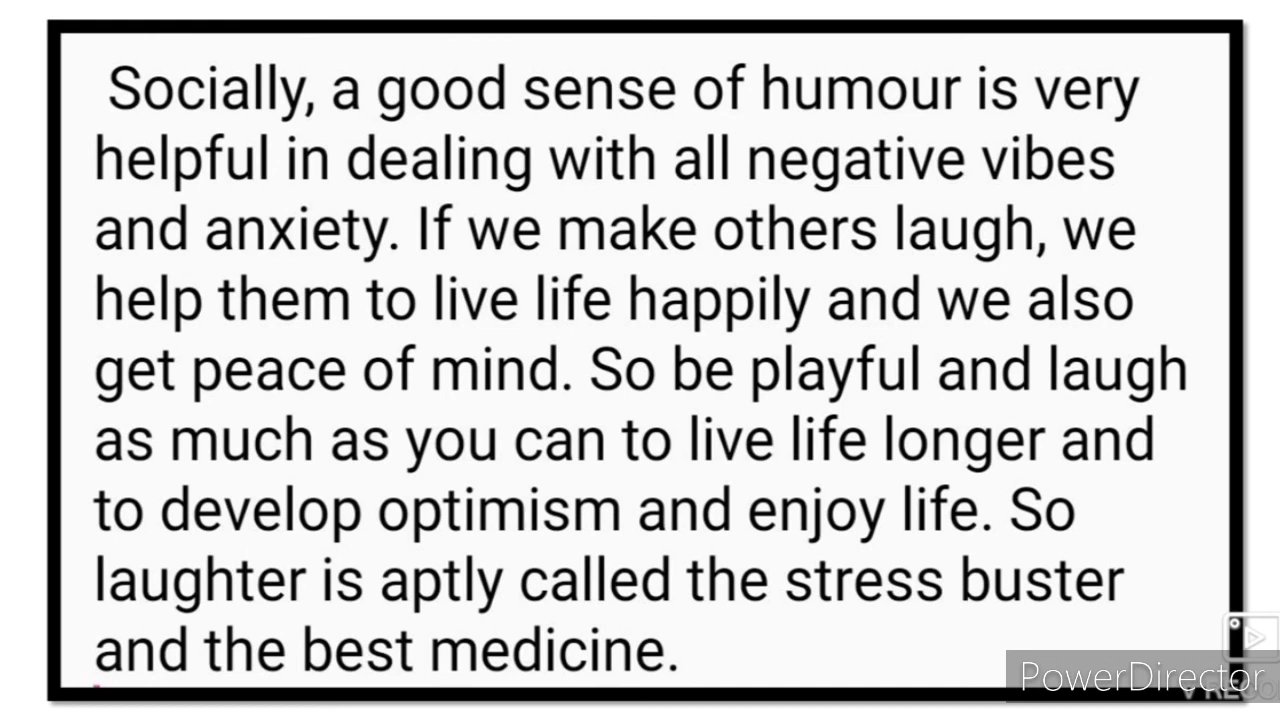 Socially, a good sense of humour is very
helpful in dealing with all negative vibes
and anxiety. If we make others laugh, we
help them to live life happily and we also
get peace of mind. So be playful and laugh
as much as you can to live life longer and
to develop optimism and enjoy life. So
laughter is aptly called the stress buster
and the best medicine.
PowerDirector